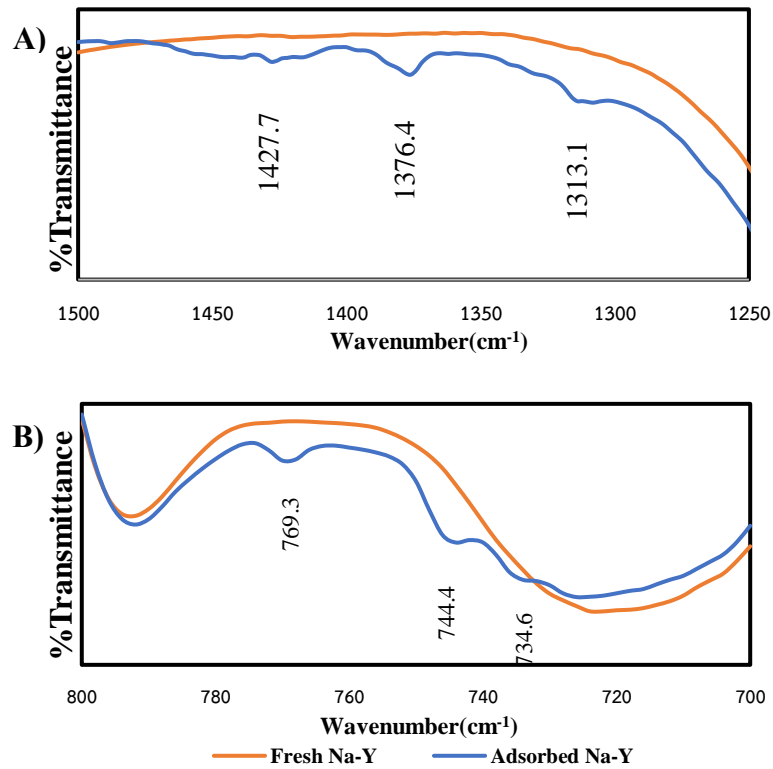 A)
%Transmittance
1427.7
1376.4
1313.1
1500 1450 1400 1350 1300 1250
Wavenumber(cm⁻¹)
B)
%Transmittance
769.3
744.4
734.6
800 780 760 740 720 700
Wavenumber(cm⁻¹)
Fresh Na-Y Adsorbed Na-Y